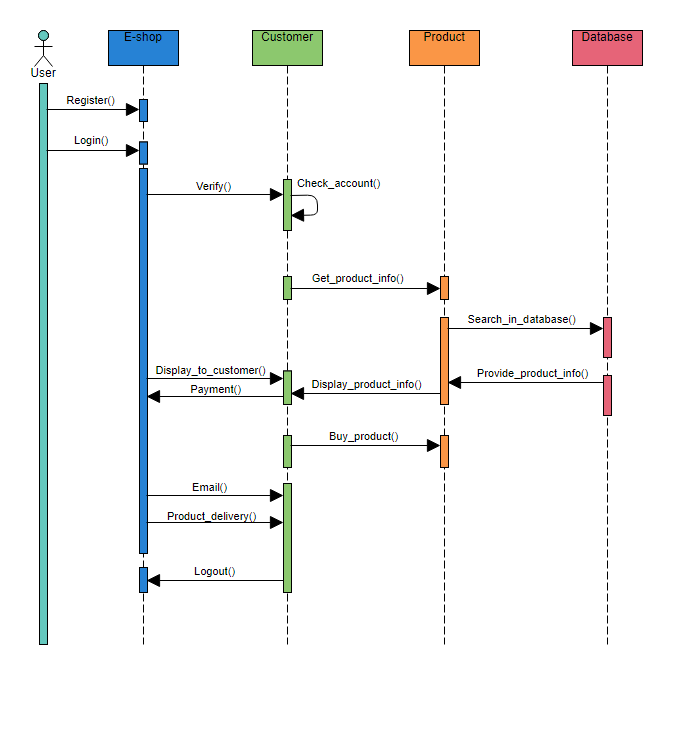 E-shop
Customer
Product
Database
User
Register()
Login()
Verify()
Check_account()
Get_product_info()
Search_in_database()
Display_to_customer()
Provide_product_info()
Payment()
Display_product_info()
Buy_product()
Email()
Product_delivery()
Logout()